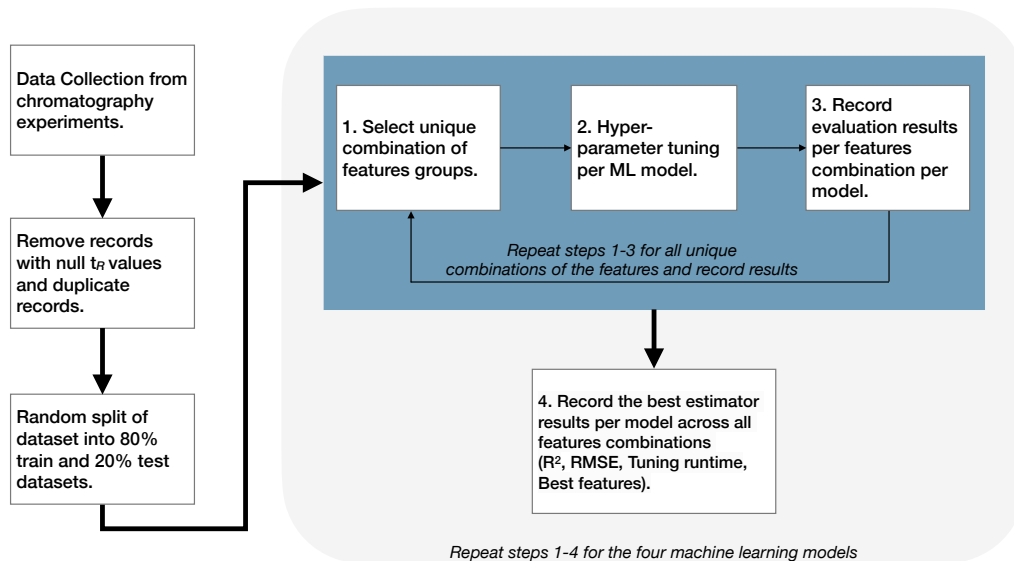 Data Collection from
chromatography
experiments.
Remove records
with null tR values
and duplicate
records.
Random split of
dataset into 80%
train and 20% test
datasets.
1. Select unique
combination of
features groups.
2. Hyper-
parameter tuning
per ML model.
3. Record
evaluation results
per features
combination per
model.
Repeat steps 1-3 for all unique
combinations of the features and record results
4. Record the best estimator
results per model across all
features combinations
(R², RMSE, Tuning runtime,
Best features).
Repeat steps 1-4 for the four machine learning models